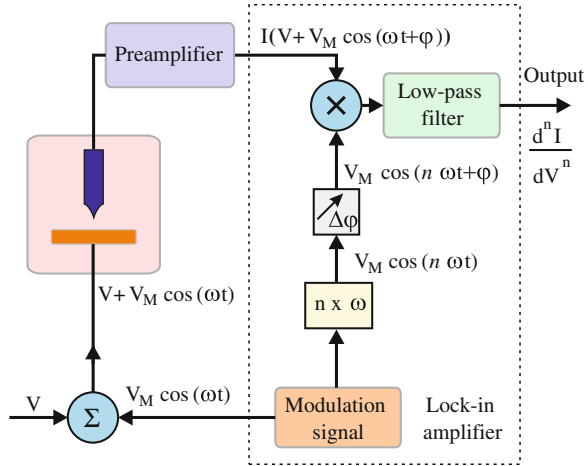 I(V+ V_M cos (ωt+φ))
Preamplifier
×
Low-pass
filter
Output
d^n I
dV^n
V_M cos (n ωt+φ)
Δφ
V_M cos (n ωt)
V+ V_M cos (ωt)
n x ω
V
Σ
V_M cos (ωt)
Modulation
signal
Lock-in
amplifier